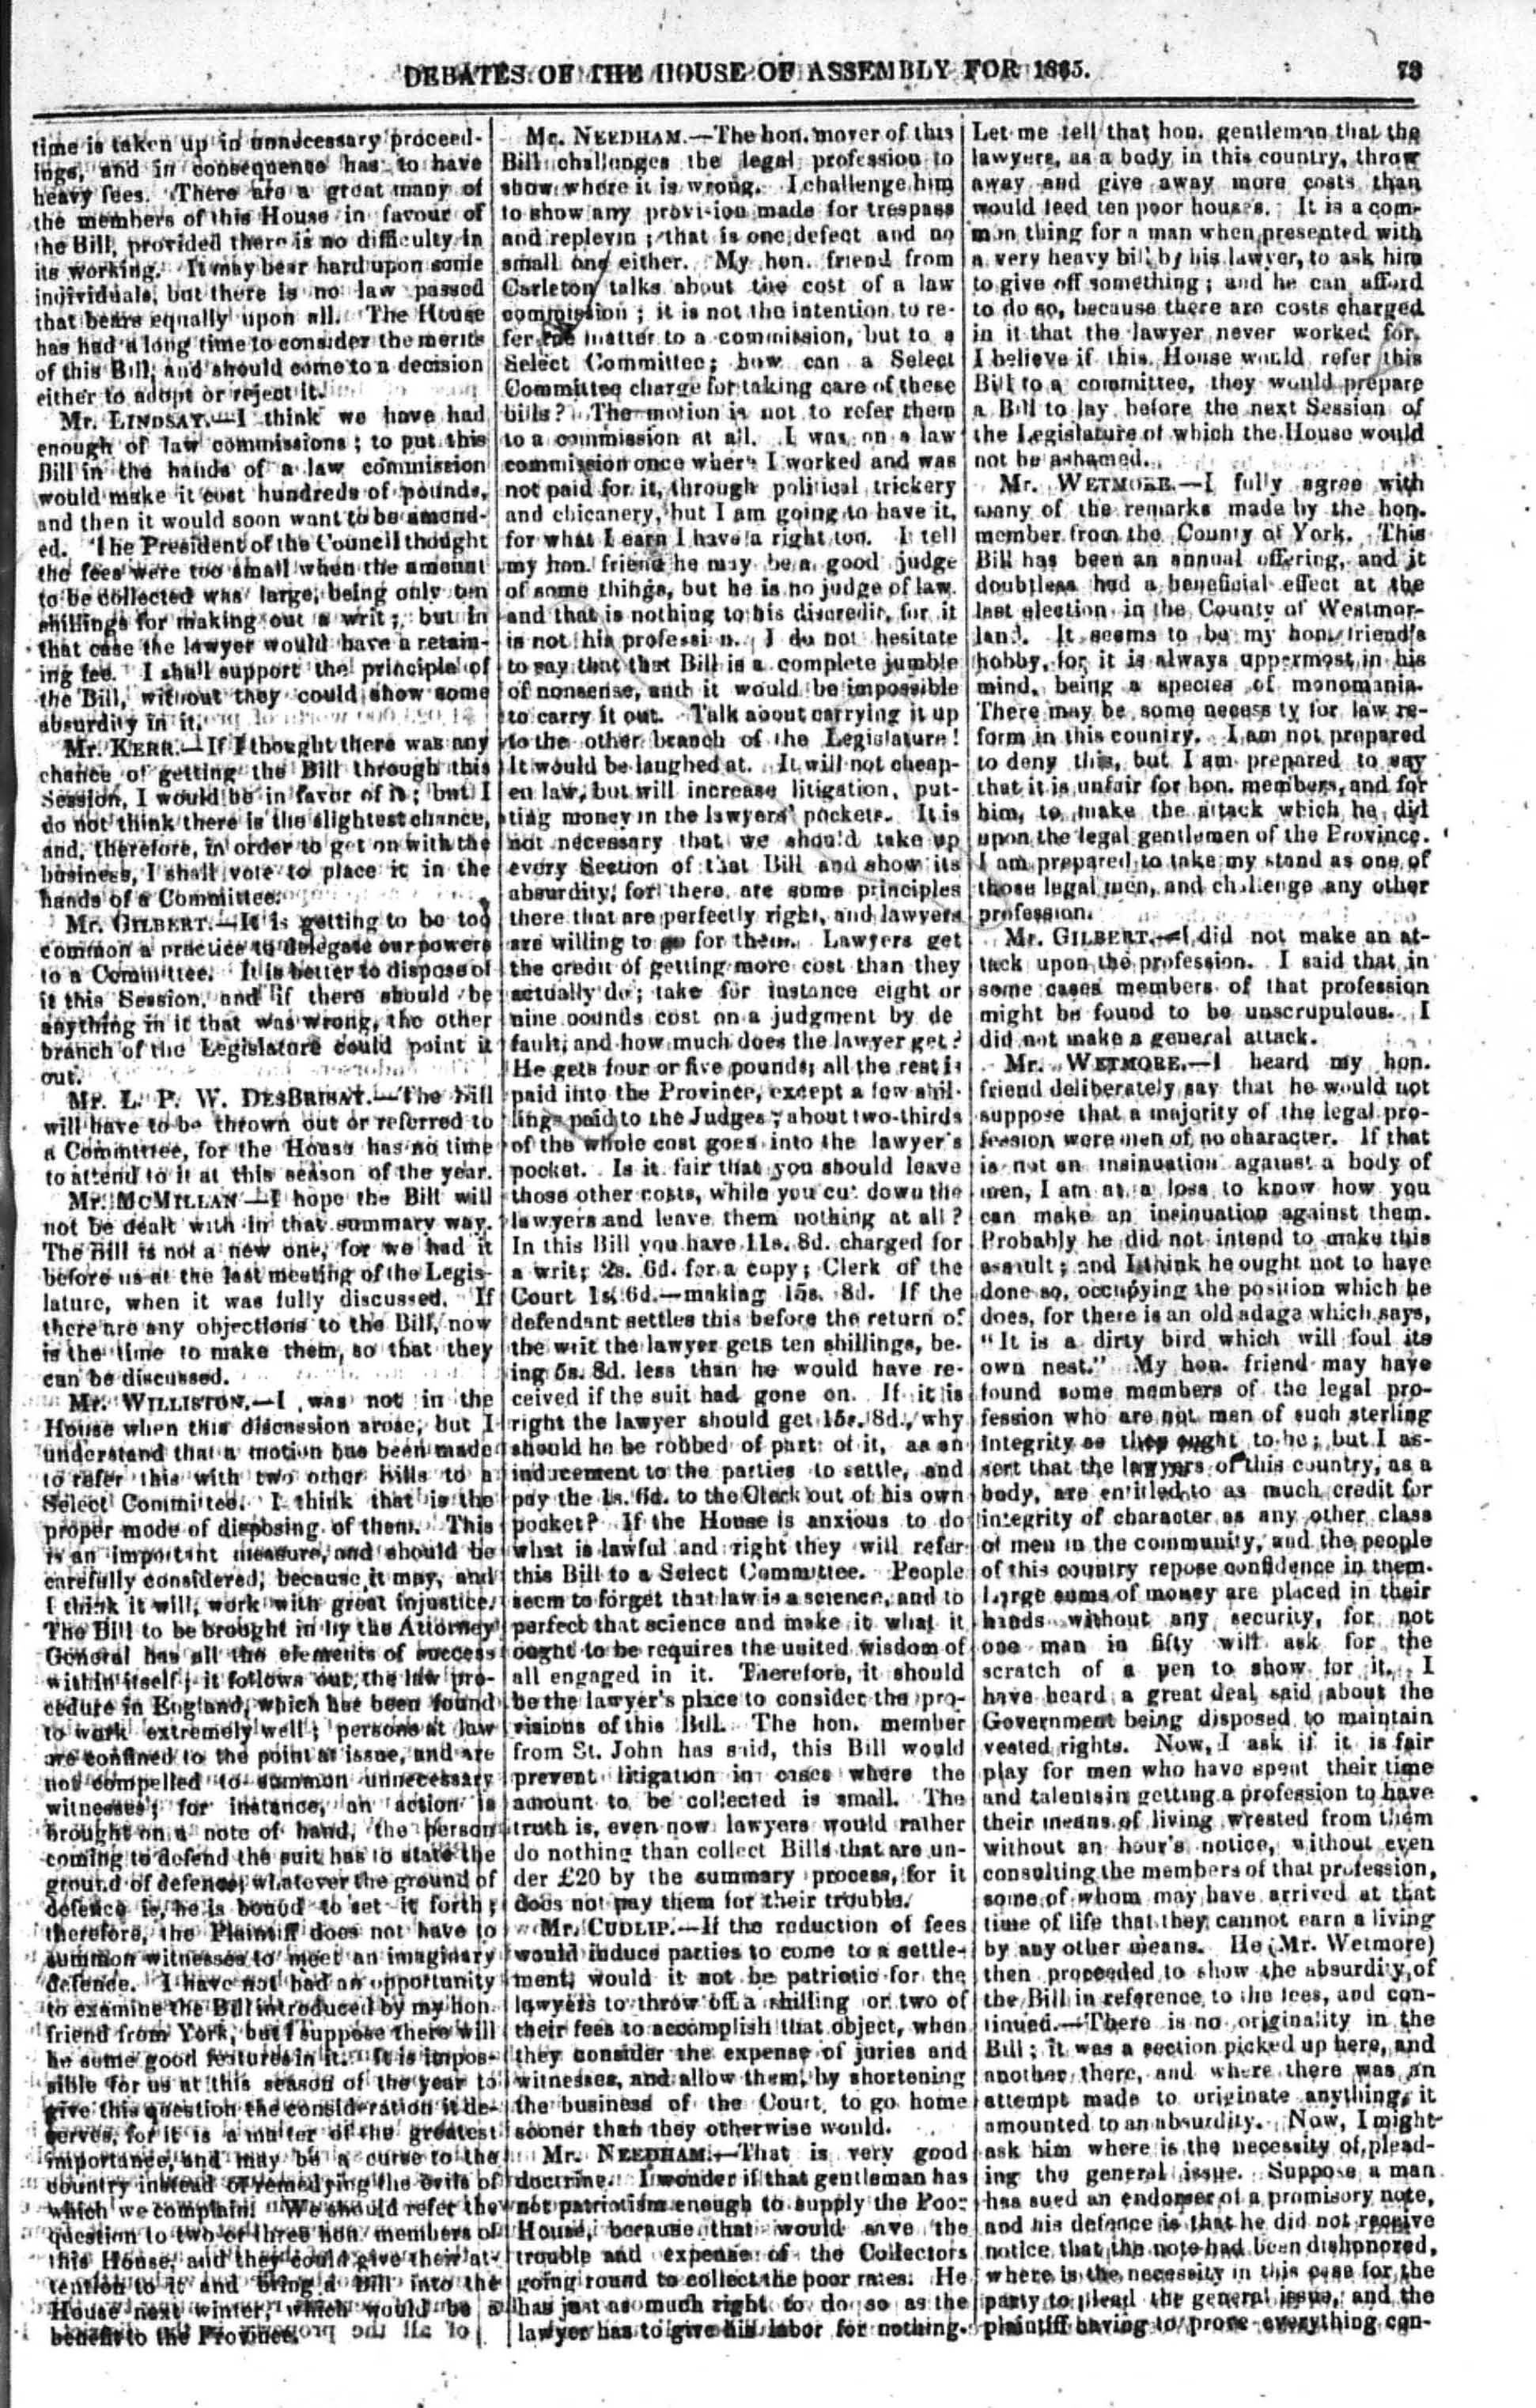 DEBATES OF THE HOUSE OF ASSEMBLY FOR 1865. 73
time is taken up in unnecessary proceed-
ings, and in consequence has to have
heavy fees. There are a great many of
the members of this House in favour of
the Bill, provided there is no difficulty in
its working. It may bear hard upon some
individuals, but there is no law passed
that bears equally upon all. The House
has had a long time to consider the merits
of this Bill, and should come to a decision
either to adopt or reject it.
Mr. LINDSAY.—I think we have had
enough of law commissions; to put this
Bill in the hands of a law commission
would make it cost hundreds of pounds,
and then it would soon want to be amend-
ed. The President of the Council thought
the fees were too small when the amount
to be collected was large, being only ten
shillings for making out a writ; but in
that case the lawyer would have a retain-
ing fee. I shall support the principle of
the Bill, without they could show some
absurdity in it.
Mr. KERR.—If I thought there was any
chance of getting the Bill through this
Session, I would be in favor of it; but I
do not think there is the slightest chance,
and, therefore, in order to get on with the
business, I shall vote to place it in the
hands of a Committee.
Mr. GILBERT.—It is getting to be too
common a practice to delegate our powers
to a Committee. It is better to dispose of
it this Session, and if there should be
anything in it that was wrong, the other
branch of the Legislature could point it
out.
Mr. L. P. W. DESBRISAY.—The Bill
will have to be thrown out or referred to
a Committee, for the House has no time
to attend to it at this season of the year.
Mr. MCMILLAN—I hope the Bill will
not be dealt with in that summary way.
The Bill is not a new one, for we had it
before us at the last meeting of the Legis-
lature, when it was fully discussed. If
there are any objections to the Bill, now
is the time to make them, so that they
can be discussed.
Mr. WILLISTON.—I was not in the
House when this discussion arose, but I
understand that a motion has been made
to refer this with two other bills to a
Select Committee. I think that is the
proper mode of disposing of them. This
is an important measure, and should be
carefully considered, because it may, and
I think it will, work with great injustice.
The Bill to be brought in by the Attorney
General has all the elements of success
within itself; it follows out the law pro-
cedure in England, which has been found
to work extremely well; persons at law
are confined to the point at issue, and are
not compelled to summon unnecessary
witnesses; for instance, an action is
brought on a note of hand, the person
coming to defend the suit has to state the
ground of defence; whatever the ground of
defence is, he is bound to set it forth;
therefore, the Plaintiff does not have to
summon witnesses to meet an imaginary
defence. I have not had an opportunity
to examine the Bill introduced by my hon.
friend from York, but I suppose there will
be some good features in it. It is impos-
sible for us at this season of the year to
give this question the consideration it de-
serves, for it is a matter of the greatest
importance, and may be a curse to the
country instead of remedying the evils of
which we complain. We should refer the
question to two or three hon. members of
this House, and they could give their at-
tention to it and bring a Bill into the
House next winter, which would be a
benefit to the Province.
Mr. NEEDHAM.—The hon. mover of this
Bill challenges the legal profession to
show where it is wrong. I challenge him
to show any provision made for trespass
and replevin; that is one defect and no
small one either. My hon. friend from
Carleton talks about the cost of a law
commission; it is not the intention to re-
fer the matter to a commission, but to a
Select Committee; how can a Select
Committee charge for taking care of these
bills? The motion is not to refer them
to a commission at all. I was on a law
commission once where I worked and was
not paid for it, through political trickery
and chicanery, but I am going to have it,
for what I earn I have a right too. I tell
my hon. friend he may be a good judge
of some things, but he is no judge of law,
and that is nothing to his discredit, for it
is not his profession. I do not hesitate
to say that that Bill is a complete jumble
of nonsense, and it would be impossible
to carry it out. Talk about carrying it up
to the other branch of the Legislature!
It would be laughed at. It will not cheap-
en law, but will increase litigation, put-
ting money in the lawyers' pockets. It is
not necessary that we should take up
every Section of that Bill and show its
absurdity, for there are some principles
there that are perfectly right, and lawyers
are willing to go for them. Lawyers get
the credit of getting more cost than they
actually do; take for instance eight or
nine pounds cost on a judgment by de
fault, and how much does the lawyer get?
He gets four or five pounds; all the rest is
paid into the Province, except a few shil-
lings paid to the Judges; about two-thirds
of the whole cost goes into the lawyer's
pocket. Is it fair that you should leave
those other costs, while you cut down the
lawyers and leave them nothing at all?
In this Bill you have 11s. 8d. charged for
a writ; 2s. 6d. for a copy; Clerk of the
Court 1s. 6d.—making 15s. 8d. If the
defendant settles this before the return of
the writ the lawyer gets ten shillings, be-
ing 5s. 8d. less than he would have re-
ceived if the suit had gone on. If it is
right the lawyer should get 15s. 8d., why
should he be robbed of part of it, as an
inducement to the parties to settle, and
pay the 1s. 6d. to the Clerk out of his own
pocket? If the House is anxious to do
what is lawful and right they will refer
this Bill to a Select Committee. People
seem to forget that law is a science, and to
perfect that science and make it what it
ought to be requires the united wisdom of
all engaged in it. Therefore, it should
be the lawyer's place to consider the pro-
visions of this Bill. The hon. member
from St. John has said, this Bill would
prevent litigation in cases where the
amount to be collected is small. The
truth is, even now lawyers would rather
do nothing than collect Bills that are un-
der £20 by the summary process, for it
does not pay them for their trouble.
Mr. CUDLIP.—If the reduction of fees
would induce parties to come to a settle-
ment, would it not be patriotic for the
lawyers to throw off a shilling or two of
their fees to accomplish that object, when
they consider the expense of juries and
witnesses, and allow them, by shortening
the business of the Court, to go home
sooner than they otherwise would.
Mr. NEEDHAM.—That is very good
doctrine. I wonder if that gentleman has
not patriotism enough to supply the Poor
House, because that would save the
trouble and expense of the Collectors
going round to collect the poor rates. He
has just as much right to do so as the
lawyer has to give his labor for nothing.
Let me tell that hon. gentleman that the
lawyers, as a body in this country, throw
away and give away more costs than
would feed ten poor houses. It is a com-
mon thing for a man when presented with
a very heavy bill by his lawyer, to ask him
to give off something; and he can afford
to do so, because there are costs charged
in it that the lawyer never worked for.
I believe if this House would refer this
Bill to a committee, they would prepare
a Bill to lay before the next Session of
the Legislature of which the House would
not be ashamed.
Mr. WETMORE.—I fully agree with
many of the remarks made by the hon.
member from the County of York. This
Bill has been an annual offering, and it
doubtless had a beneficial effect at the
last election in the County of Westmor-
land. It seems to be my hon. friend's
hobby, for it is always uppermost in his
mind, being a species of monomania.
There may be some necessity for law re-
form in this country. I am not prepared
to deny this, but I am prepared to say
that it is unfair for hon. members, and for
him, to make the attack which he did
upon the legal gentlemen of the Province.
I am prepared to take my stand as one of
those legal men, and challenge any other
profession.
Mr. GILBERT.—I did not make an at-
tack upon the profession. I said that in
some cases members of that profession
might be found to be unscrupulous. I
did not make a general attack.
Mr. WETMORE.—I heard my hon.
friend deliberately say that he would not
suppose that a majority of the legal pro-
fession were men of no character. If that
is not an insinuation against a body of
men, I am at a loss to know how you
can make an insinuation against them.
Probably he did not intend to make this
assault; and I think he ought not to have
done so, occupying the position which he
does, for there is an old adage which says,
"It is a dirty bird which will foul its
own nest." My hon. friend may have
found some members of the legal pro-
fession who are not men of such sterling
integrity as they ought to be; but I as-
sert that the lawyers of this country, as a
body, are entitled to as much credit for
integrity of character as any other class
of men in the community, and the people
of this country repose confidence in them.
Large sums of money are placed in their
hands without any security, for not
one man in fifty will ask for the
scratch of a pen to show for it. I
have heard a great deal said about the
Government being disposed to maintain
vested rights. Now, I ask if it is fair
play for men who have spent their time
and talents in getting a profession to have
their means of living wrested from them
without an hour's notice, without even
consulting the members of that profession,
some of whom may have arrived at that
time of life that they cannot earn a living
by any other means. He (Mr. Wetmore)
then proceeded to show the absurdity of
the Bill in reference to the fees, and con-
tinued.—There is no originality in the
Bill; it was a section picked up here, and
another there, and where there was an
attempt made to originate anything, it
amounted to an absurdity. Now, I might
ask him where is the necessity of plead-
ing the general issue. Suppose a man
has sued an endorser of a promisory note,
and his defence is that he did not receive
notice that the note had been dishonored,
where is the necessity in this case for the
party to plead the general issue, and the
plaintiff having to prove everything con-